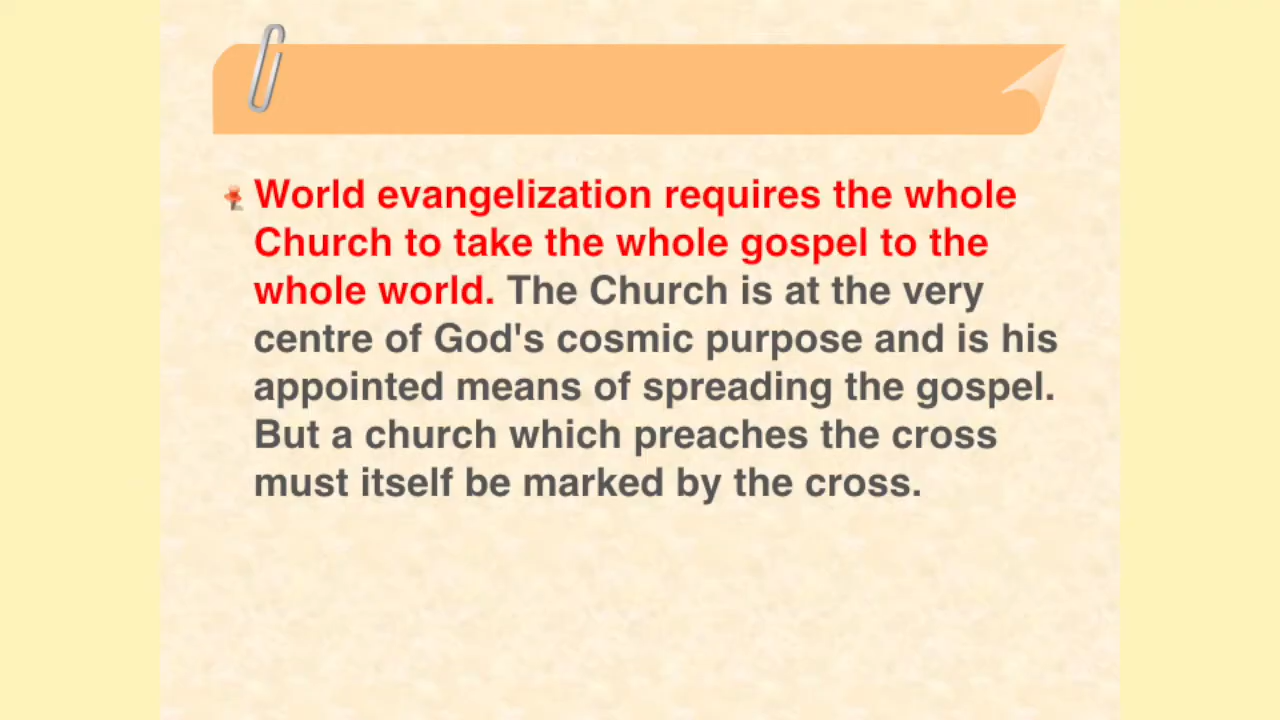 World evangelization requires the whole
Church to take the whole gospel to the
whole world. The Church is at the very
centre of God's cosmic purpose and is his
appointed means of spreading the gospel.
But a church which preaches the cross
must itself be marked by the cross.